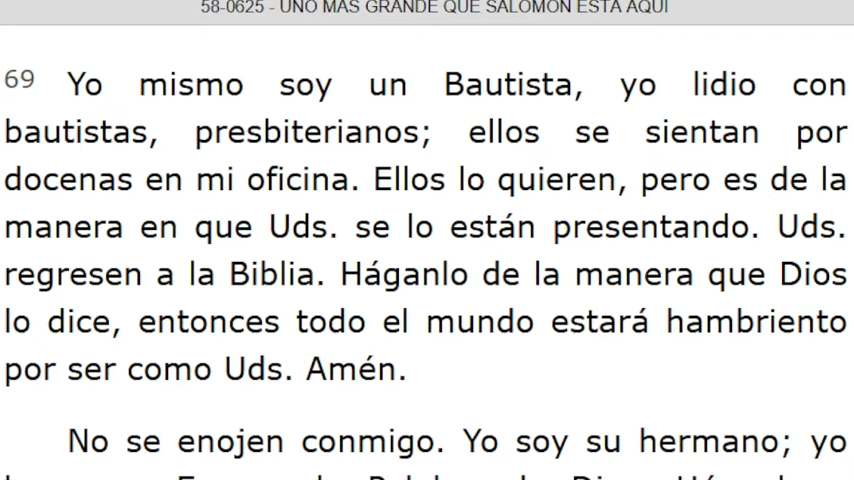 58-0625 - UNO MAS GRANDE QUE SALOMON ESTA AQUI
69 Yo mismo soy un Bautista, yo lidio con
bautistas, presbiterianos; ellos se sientan por
docenas en mi oficina. Ellos lo quieren, pero es de la
manera en que Uds. se lo están presentando. Uds.
regresen a la Biblia. Háganlo de la manera que Dios
lo dice, entonces todo el mundo estará hambriento
por ser como Uds. Amén.
No se enojen conmigo. Yo soy su hermano; yo